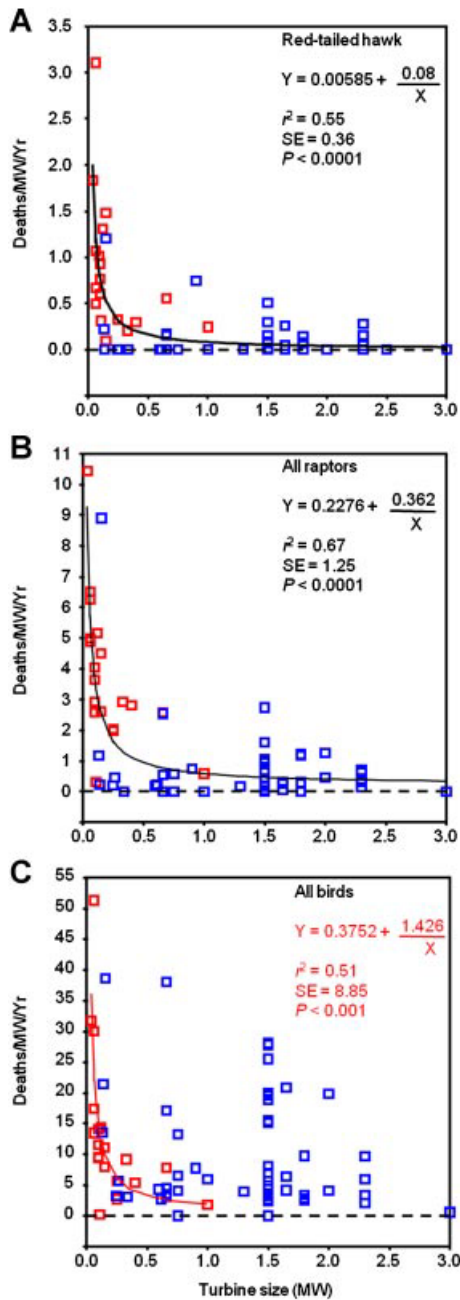 A
Red-tailed hawk
Y = 0.00585 + 0.08
X
r² = 0.55
SE = 0.36
P < 0.0001
Deaths/MW/Yr
3.5
3.0
2.5
2.0
1.5
1.0
0.5
0.0
0.0 0.5 1.0 1.5 2.0 2.5 3.0
B
All raptors
Y = 0.2276 + 0.362
X
r² = 0.67
SE = 1.25
P < 0.0001
Deaths/MW/Yr
11
10
9
8
7
6
5
4
3
2
1
0
0.0 0.5 1.0 1.5 2.0 2.5 3.0
C
All birds
Y = 0.3752 + 1.426
X
r² = 0.51
SE = 8.85
P < 0.001
Deaths/MW/Yr
55
50
45
40
35
30
25
20
15
10
5
0
0.0 0.5 1.0 1.5 2.0 2.5 3.0
Turbine size (MW)